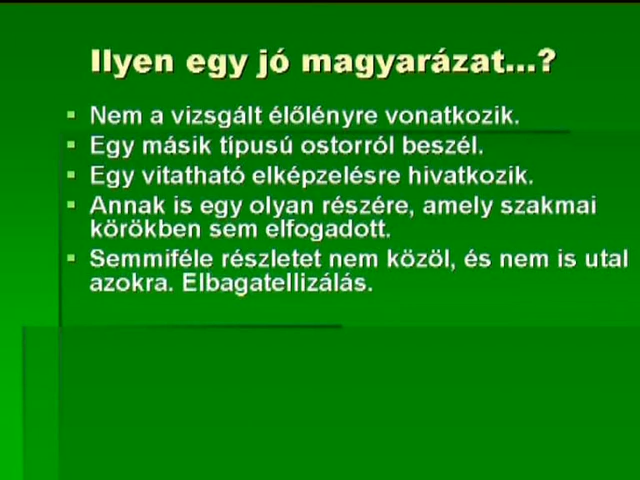 Ilyen egy jó magyarázat...?
Nem a vizsgált élőlényre vonatkozik.
Egy másik típusú ostorról beszél.
Egy vitatható elképzelésre hivatkozik.
Annak is egy olyan részére, amely szakmai
körökben sem elfogadott.
Semmiféle részletet nem közöl, és nem is utal
azokra. Elbagatellizálás.